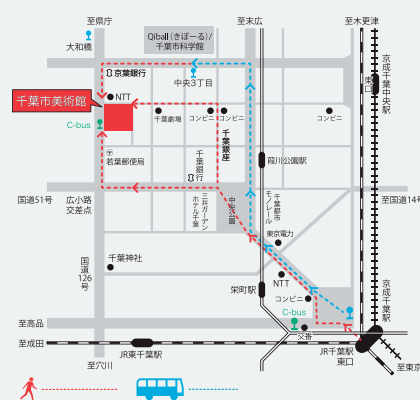 至県庁
至末広
至木更津
大和橋
Qiball(きぼーる)/
千葉市科学館
京成千葉中央駅
東口
京葉銀行
中央3丁目
千葉市美術館
NTT
千葉劇場
コンビニ
コンビニ
コンビニ
C-bus
〒
若葉郵便局
千葉銀座
千葉銀行
葭川公園駅
国道51号
広小路
交差点
三井ガーデン
ホテル千葉
中央公園
千葉都市
モノレール
至国道14号
東京電力
国道126号
千葉神社
NTT
栄町駅
コンビニ
京成千葉駅
C-bus
至高品
交番
至成田
JR東千葉駅
JR千葉駅
東口
至穴川
至東京